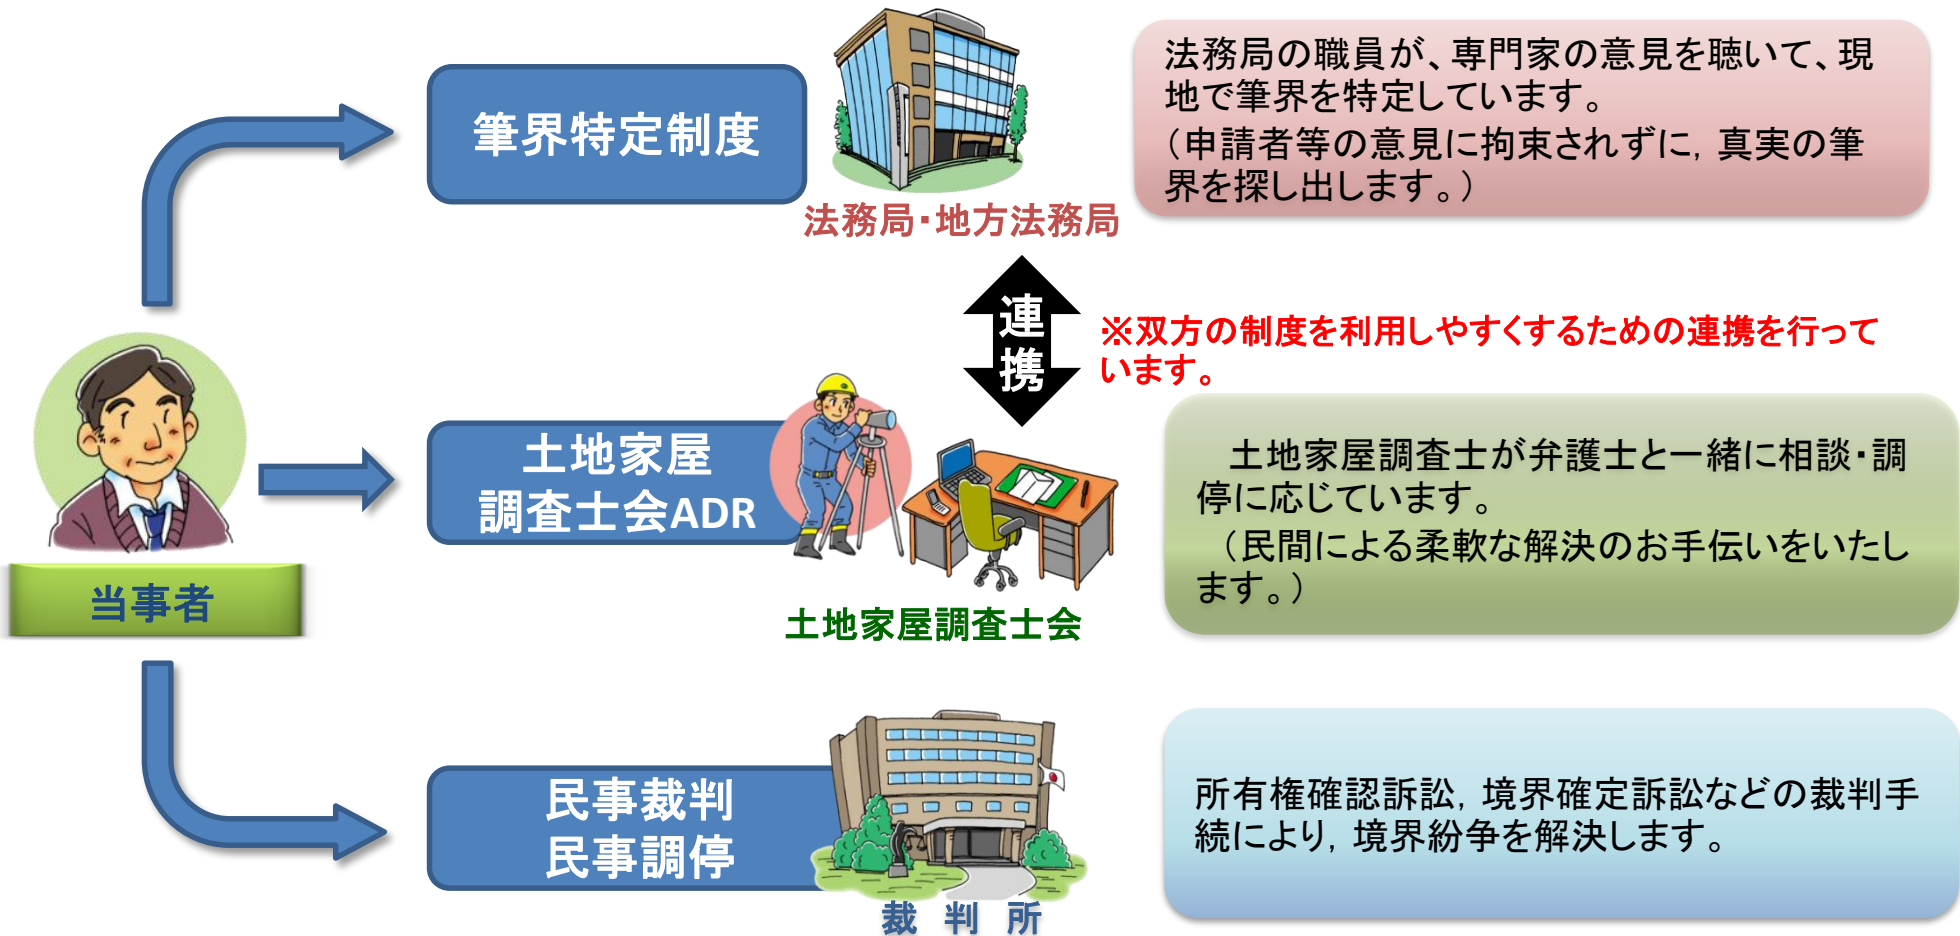 筆界特定制度
法務局・地方法務局
法務局の職員が、専門家の意見を聴いて、現
地で筆界を特定しています。
（申請者等の意見に拘束されずに，真実の筆
界を探し出します。）
連
携
※双方の制度を利用しやすくするための連携を行って
います。
当事者
土地家屋
調査士会ADR
土地家屋調査士会
土地家屋調査士が弁護士と一緒に相談・調
停に応じています。
（民間による柔軟な解決のお手伝いをいたし
ます。）
民事裁判
民事調停
裁 判 所
所有権確認訴訟，境界確定訴訟などの裁判手
続により，境界紛争を解決します。